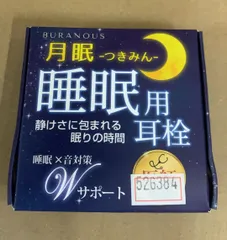 BURANOUS
月眠 -つきみん-
睡眠用
耳栓
静けさに包まれる
眠りの時間
睡眠×音対策
Wサポート
526384